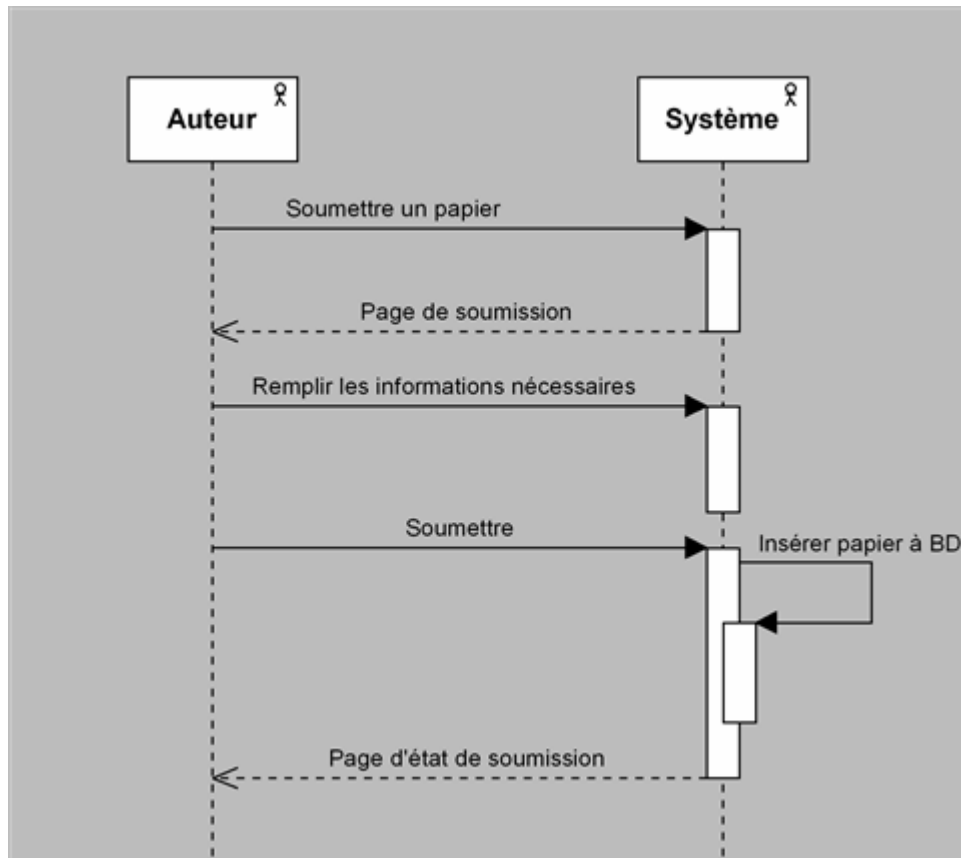 Auteur
Système
Soumettre un papier
Page de soumission
Remplir les informations nécessaires
Soumettre
Insérer papier à BD
Page d'état de soumission